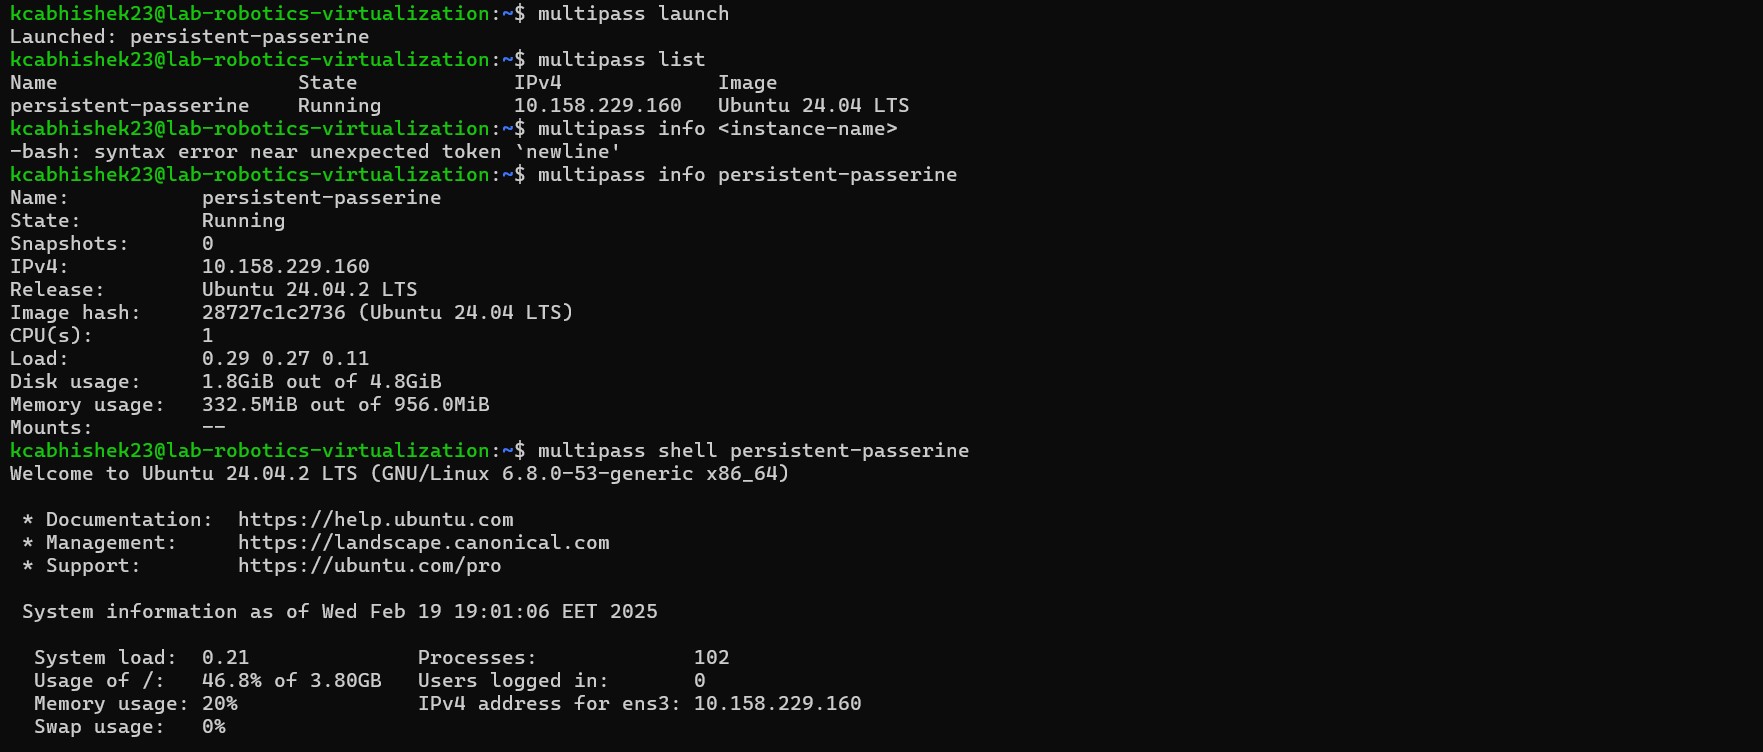 kcabhishek23@lab-robotics-virtualization:~$ multipass launch
Launched: persistent-passerine
kcabhishek23@lab-robotics-virtualization:~$ multipass list
Name                    State             IPv4             Image
persistent-passerine    Running           10.158.229.160   Ubuntu 24.04 LTS
kcabhishek23@lab-robotics-virtualization:~$ multipass info <instance-name>
-bash: syntax error near unexpected token `newline'
kcabhishek23@lab-robotics-virtualization:~$ multipass info persistent-passerine
Name:           persistent-passerine
State:          Running
Snapshots:      0
IPv4:           10.158.229.160
Release:        Ubuntu 24.04.2 LTS
Image hash:     28727c1c2736 (Ubuntu 24.04 LTS)
CPU(s):         1
Load:           0.29 0.27 0.11
Disk usage:     1.8GiB out of 4.8GiB
Memory usage:   332.5MiB out of 956.0MiB
Mounts:         --
kcabhishek23@lab-robotics-virtualization:~$ multipass shell persistent-passerine
Welcome to Ubuntu 24.04.2 LTS (GNU/Linux 6.8.0-53-generic x86_64)

 * Documentation:  https://help.ubuntu.com
 * Management:     https://landscape.canonical.com
 * Support:        https://ubuntu.com/pro

 System information as of Wed Feb 19 19:01:06 EET 2025

  System load:  0.21              Processes:             102
  Usage of /:   46.8% of 3.80GB   Users logged in:       0
  Memory usage: 20%               IPv4 address for ens3: 10.158.229.160
  Swap usage:   0%